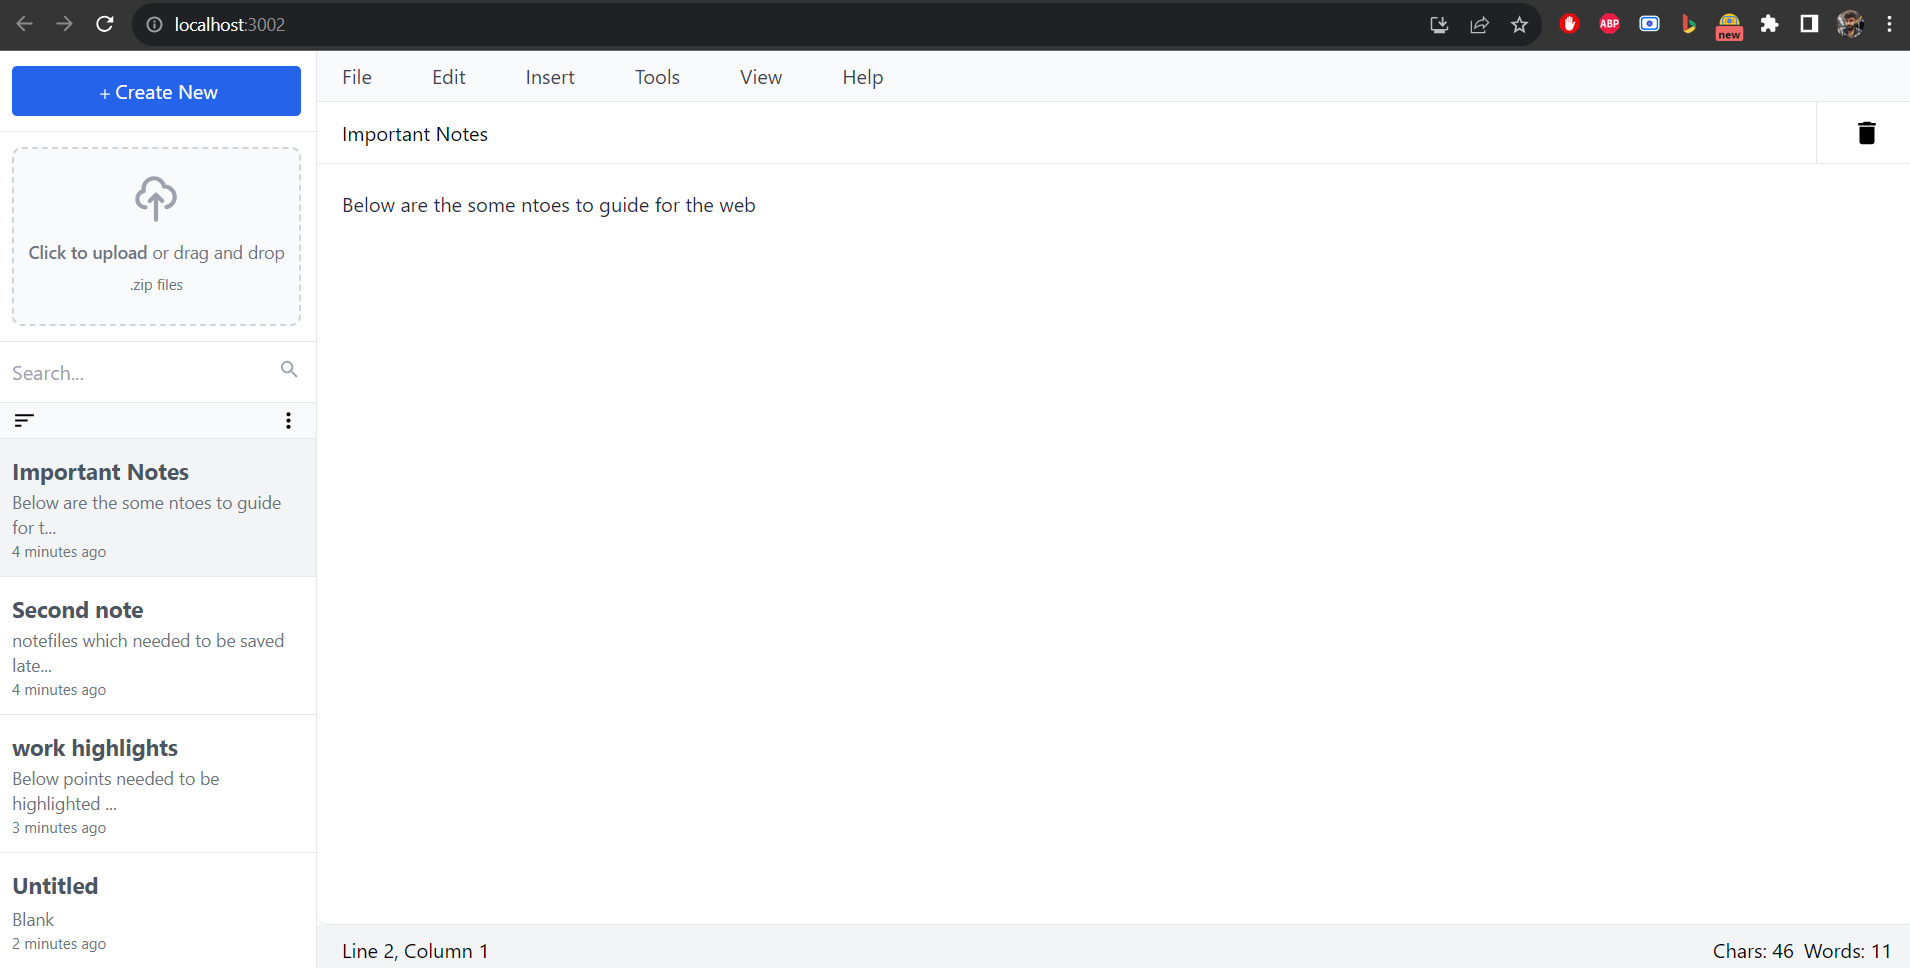 localhost:3002
ABP
new
+ Create New
Click to upload or drag and drop
.zip files
Search...
Important Notes
Below are the some ntoes to guide
for t...
4 minutes ago
Second note
notefiles which needed to be saved
late...
4 minutes ago
work highlights
Below points needed to be
highlighted ...
3 minutes ago
Untitled
Blank
2 minutes ago
File Edit Insert Tools View Help
Important Notes
Below are the some ntoes to guide for the web
Line 2, Column 1
Chars: 46 Words: 11